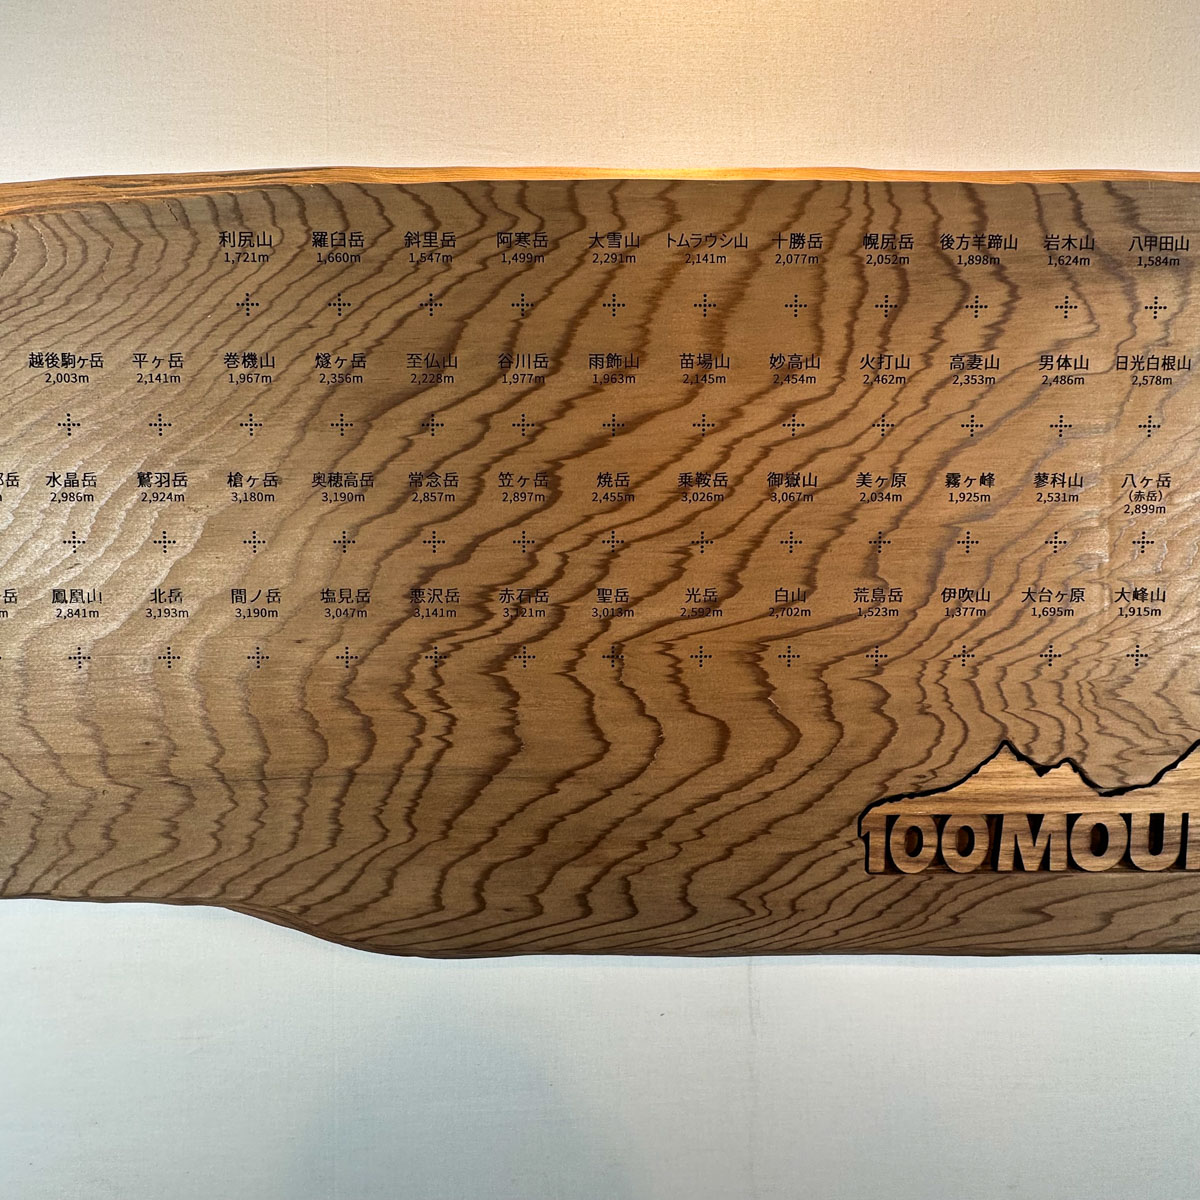 利尻山 羅臼岳 斜里岳 阿寒岳 大雪山 トムラウシ山 十勝岳 幌尻岳 後方羊蹄山 岩木山 八甲田山
1,721m 1,660m 1,547m 1,499m 2,291m 2,141m 2,077m 2,052m 1,898m 1,624m 1,584m
越後駒ヶ岳 平ヶ岳 巻機山 燧ヶ岳 至仏山 谷川岳 雨飾山 苗場山 妙高山 火打山 高妻山 男体山 日光白根山
2,003m 2,141m 1,967m 2,356m 2,228m 1,977m 1,963m 2,145m 2,454m 2,462m 2,353m 2,486m 2,578m
郎岳 水晶岳 鷲羽岳 槍ヶ岳 奥穂高岳 常念岳 笠ヶ岳 焼岳 乗鞍岳 御嶽山 美ヶ原 霧ヶ峰 蓼科山 八ヶ岳
(赤岳)
m 2,986m 2,924m 3,180m 3,190m 2,857m 2,897m 2,455m 3,026m 3,067m 2,034m 1,925m 2,531m 2,899m
岳 鳳凰山 北岳 間ノ岳 塩見岳 悪沢岳 赤石岳 聖岳 光岳 白山 荒島岳 伊吹山 大台ヶ原 大峰山
m 2,841m 3,193m 3,190m 3,047m 3,141m 3,121m 3,013m 2,592m 2,702m 1,523m 1,377m 1,695m 1,915m
100 MOU